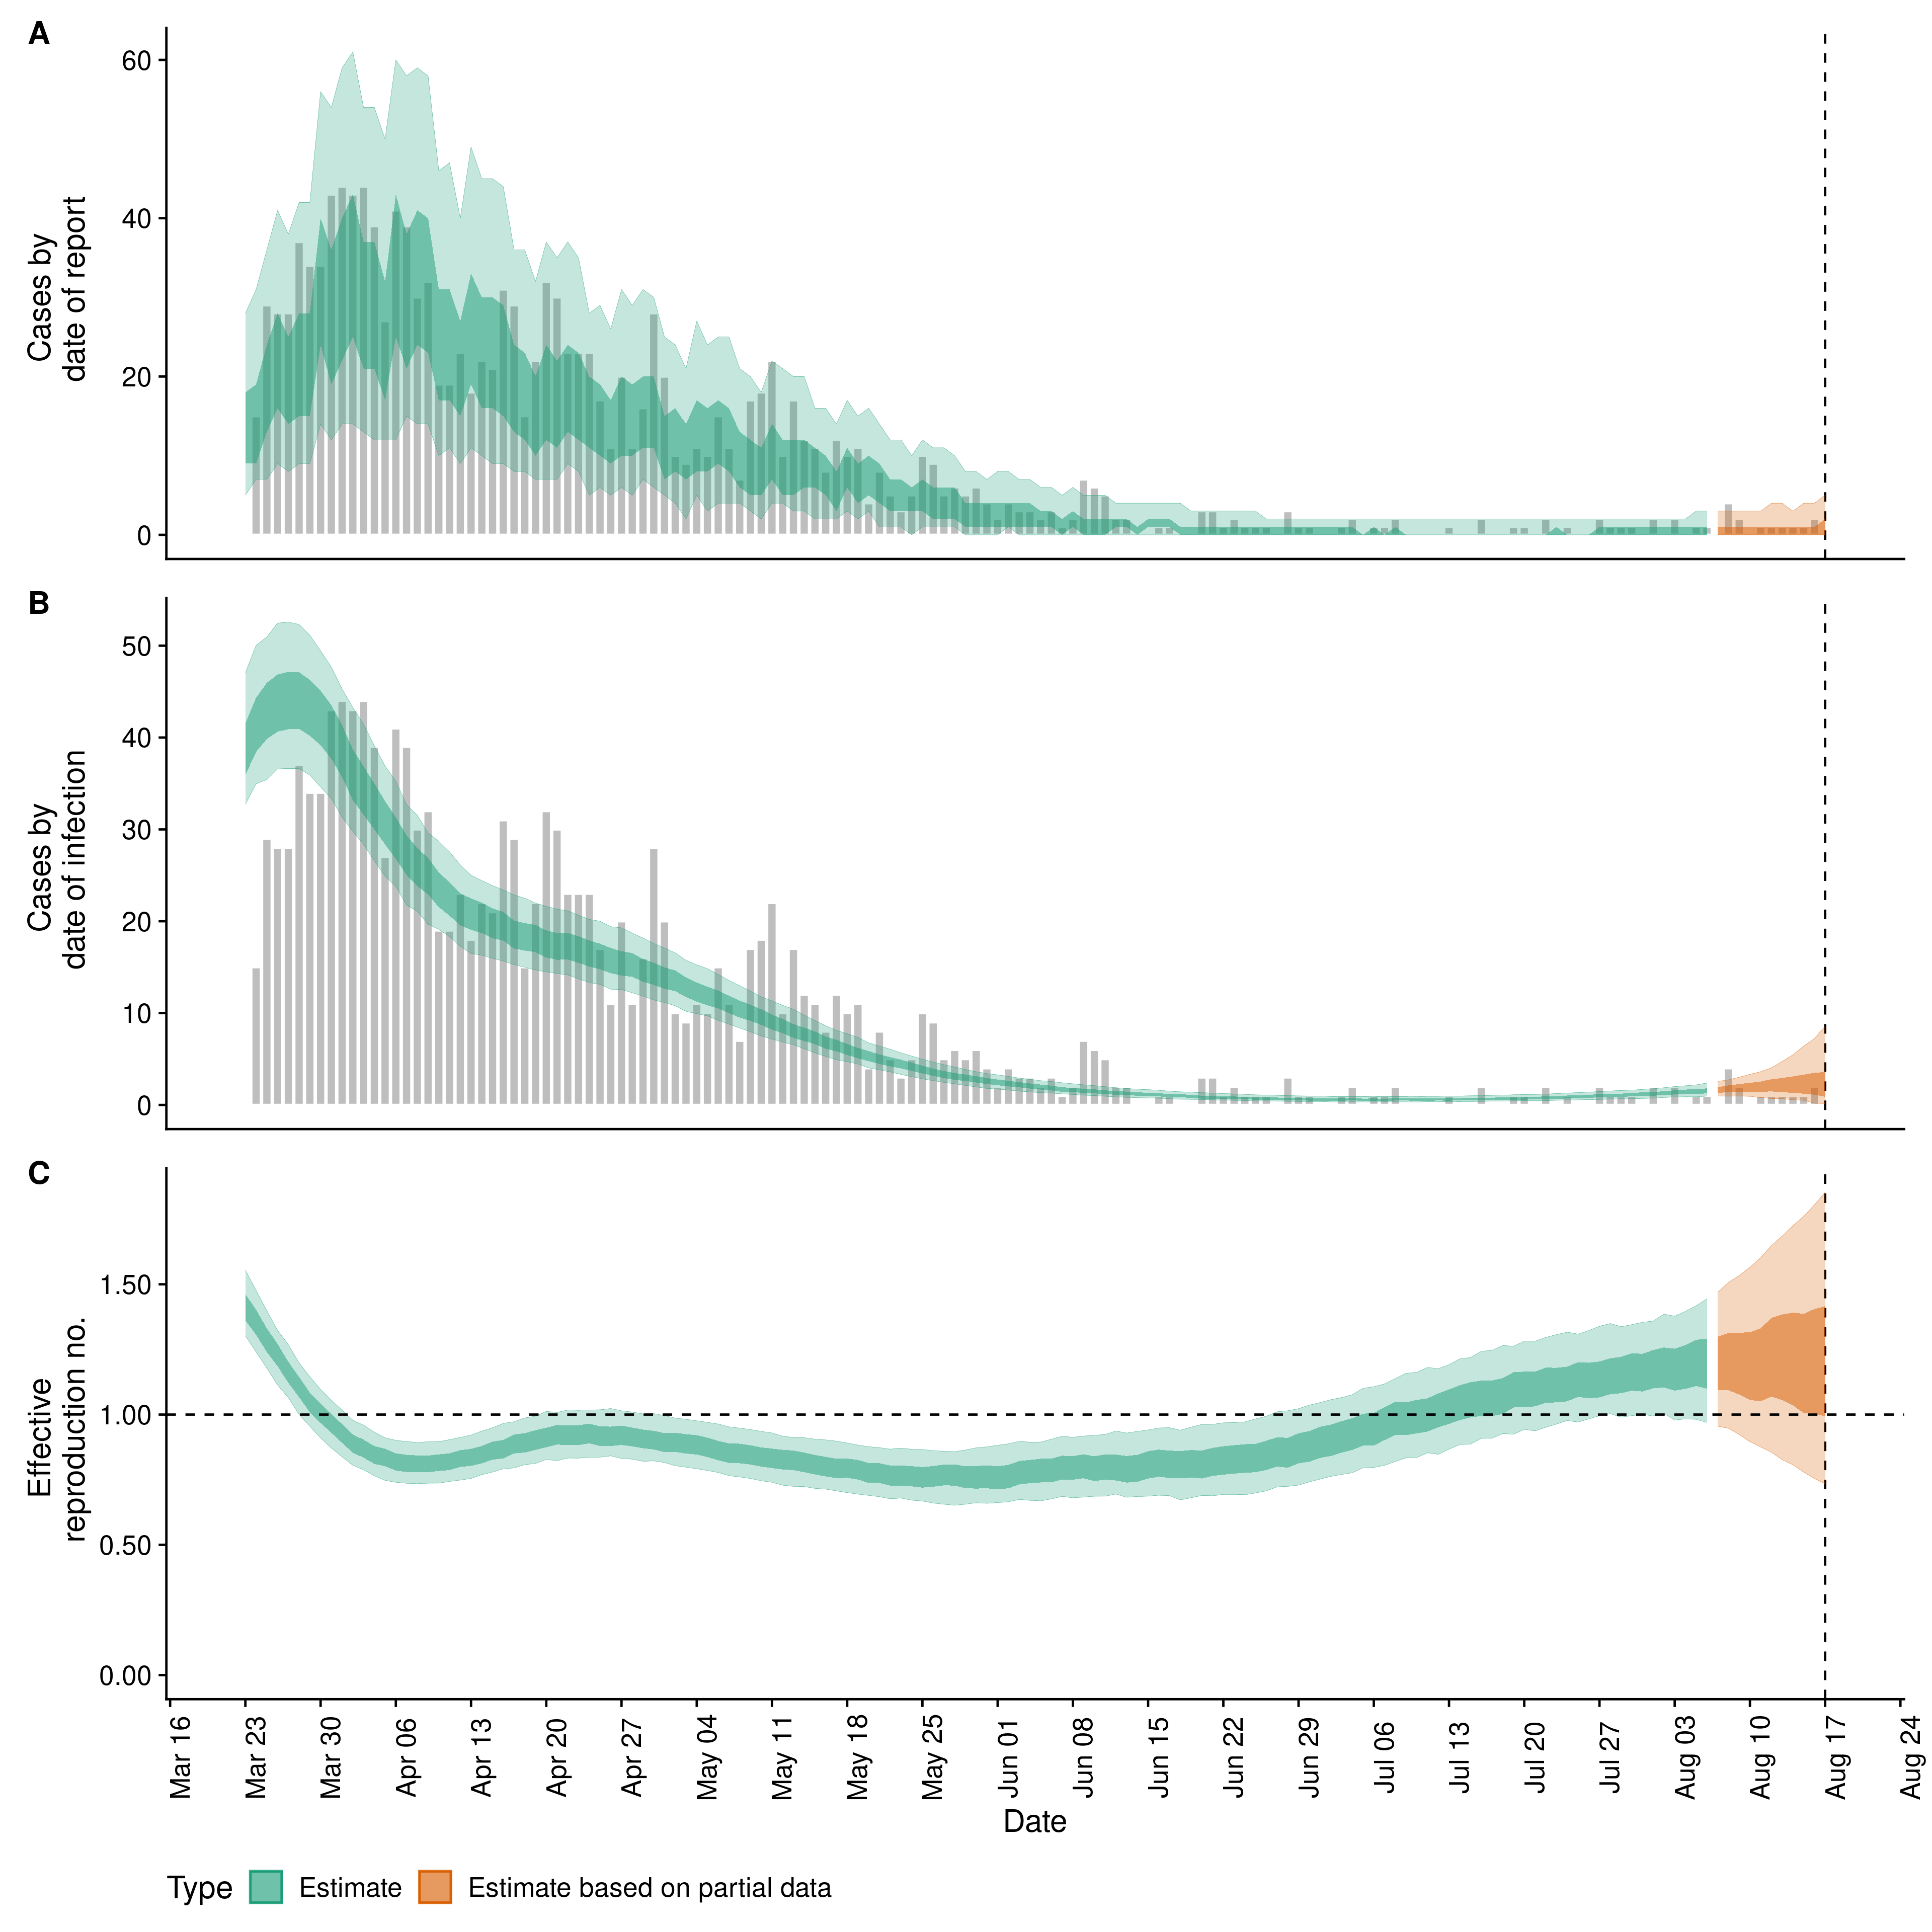 A
60
40
20
0
Cases by
date of report
B
50
40
30
20
10
0
Cases by
date of infection
C
1.50
1.00
0.50
0.00
Effective
reproduction no.
Mar 16
Mar 23
Mar 30
Apr 06
Apr 13
Apr 20
Apr 27
May 04
May 11
May 18
May 25
Jun 01
Jun 08
Jun 15
Jun 22
Jun 29
Jul 06
Jul 13
Jul 20
Jul 27
Aug 03
Aug 10
Aug 17
Aug 24
Date
Type Estimate Estimate based on partial data